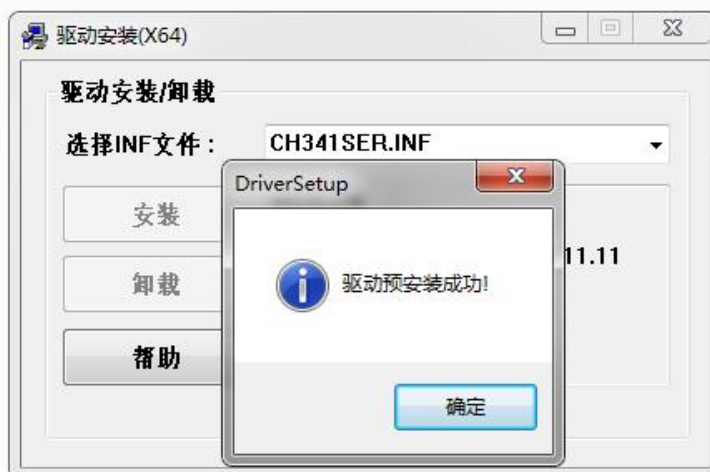 驱动安装(X64)
驱动安装/卸载
选择INF文件：
CH341SER.INF
DriverSetup
安装
11.11
驱动预安装成功!
卸载
帮助
确定